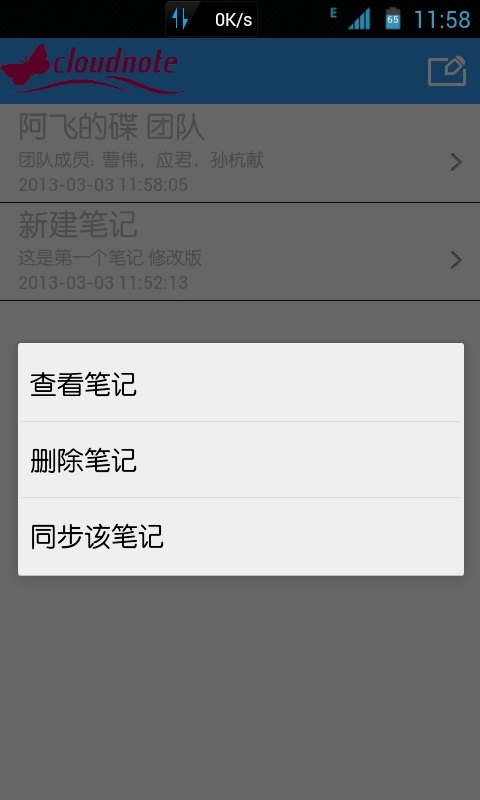 0K/s
E
65
11:58
cloudnote
阿飞的碟 团队
团队成员: 曹伟，应君，孙杭献
2013-03-03 11:58:05
新建笔记
这是第一个笔记 修改版
2013-03-03 11:52:13
查看笔记
删除笔记
同步该笔记